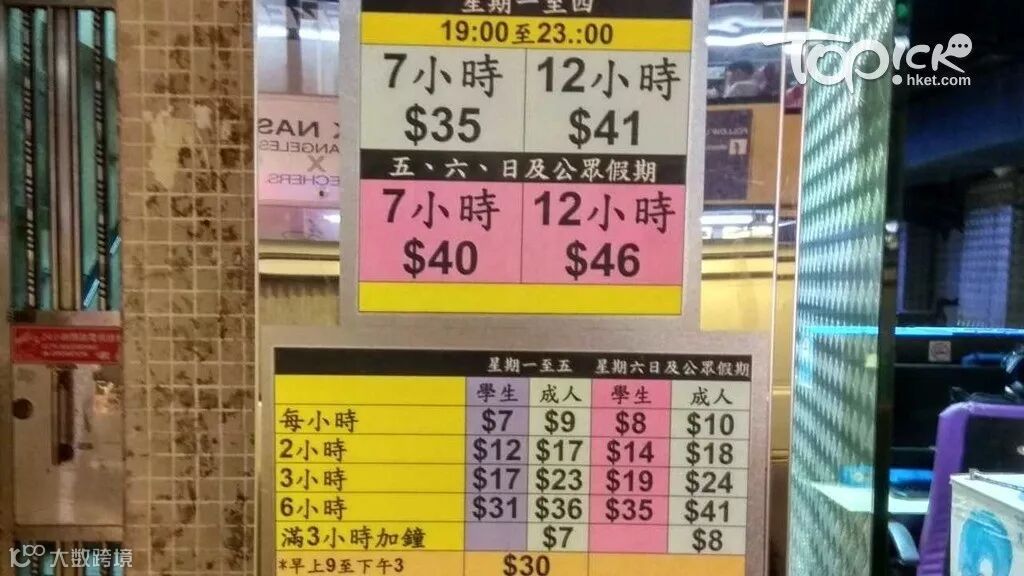 星期一至四
19:00至23.:00
7小時 12小時
$35 $41
五、六、日及公眾假期
7小時 12小時
$40 $46
星期一至五 星期六日及公眾假期
學生 成人 學生 成人
每小時 $7 $9 $8 $10
2小時 $12 $17 $14 $18
3小時 $17 $23 $19 $24
6小時 $31 $36 $35 $41
滿3小時加鐘 $7 $8
*早上9至下午3 $30
TOPICK
.hket.com
K NAS
ANGELES
X
ECHERS
大数跨境